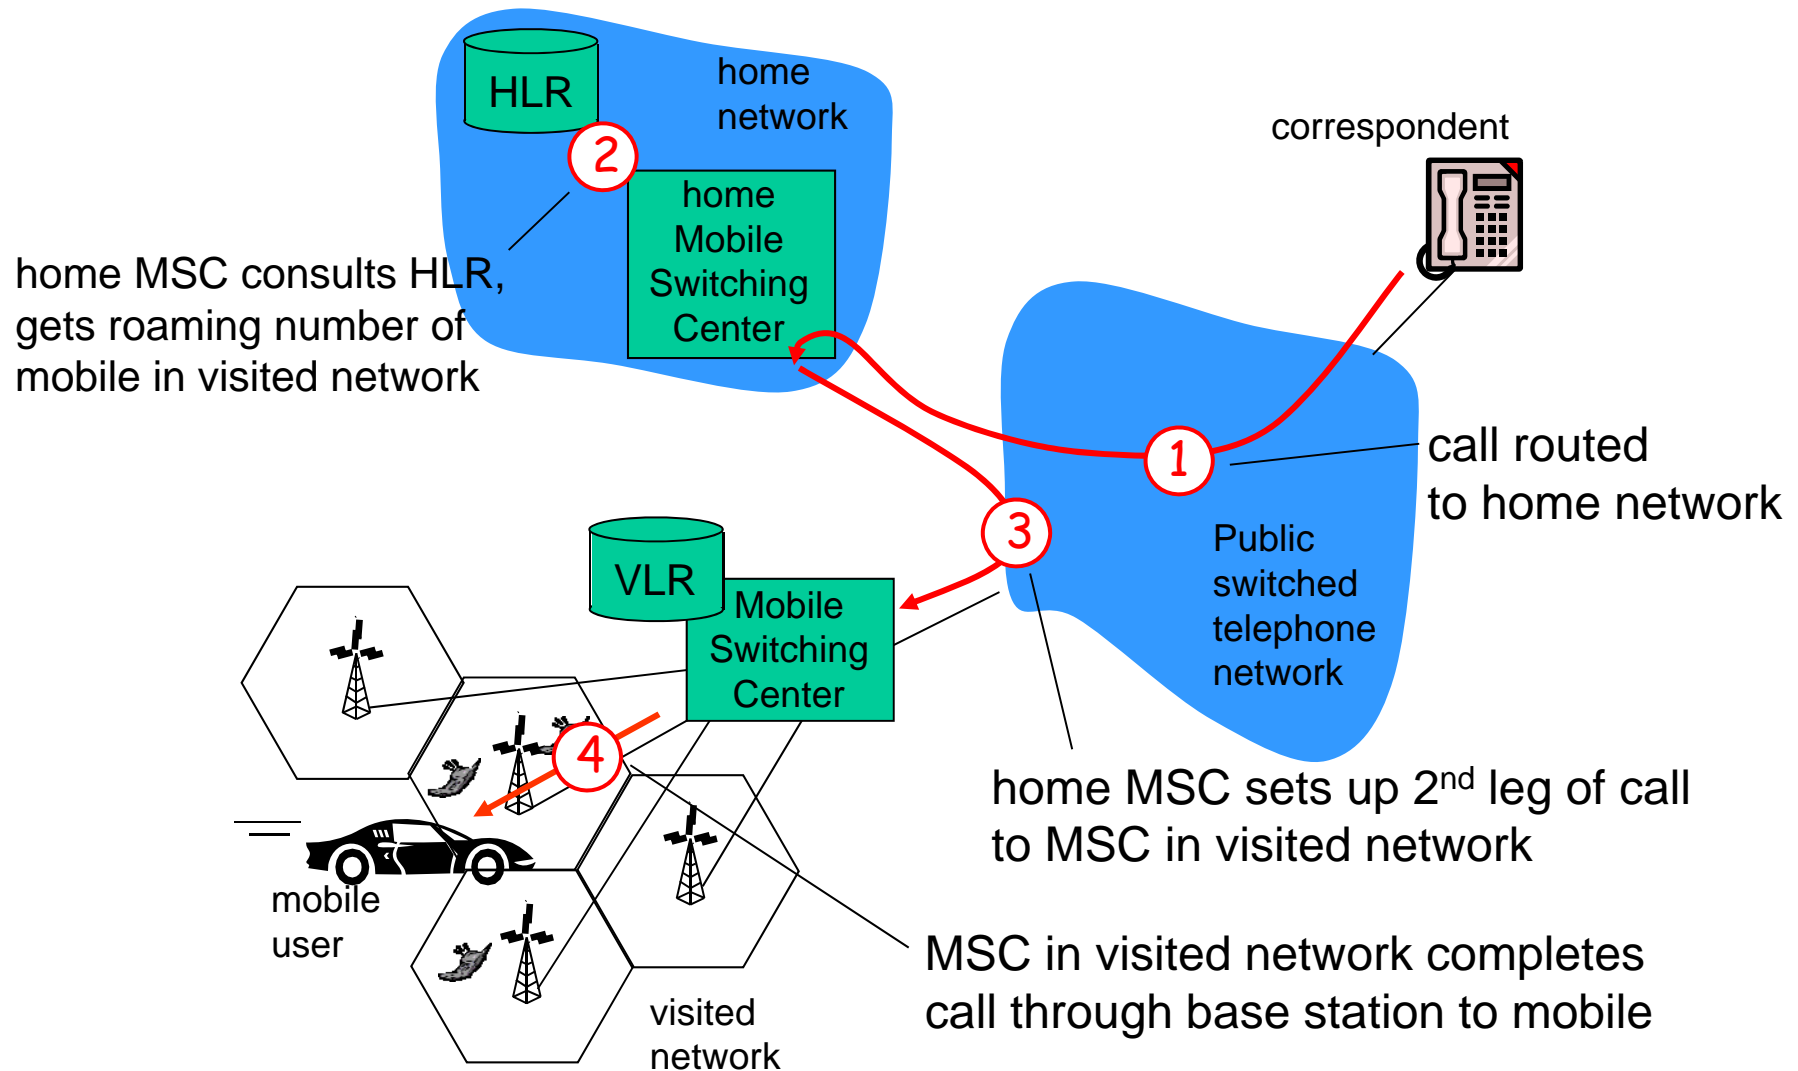 HLR
home
network
2
home
Mobile
Switching
Center
correspondent
home MSC consults HLR,
gets roaming number of
mobile in visited network
1
call routed
to home network
3
Public
switched
telephone
network
VLR
Mobile
Switching
Center
4
home MSC sets up 2nd leg of call
to MSC in visited network
mobile
user
MSC in visited network completes
call through base station to mobile
visited
network